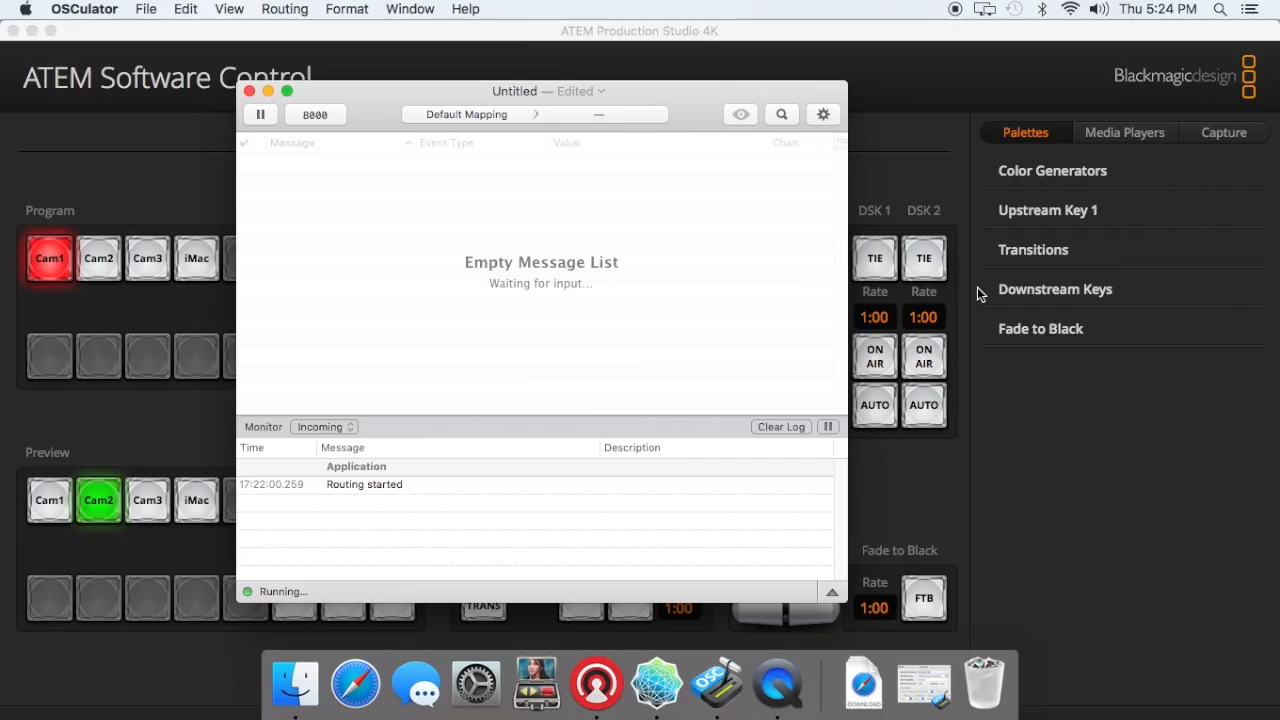 OSCulator File Edit View Routing Format Window Help Thu 5:24 PM
ATEM Production Studio 4K
ATEM Software Control
Blackmagicdesign
Untitled — Edited
8000 Default Mapping —
Message Event Type Value Chan.
Empty Message List
Waiting for input...
Monitor Incoming Clear Log
Time Message Description
Application
17:22:00.259 Routing started
Running...
Palettes Media Players Capture
Color Generators
Upstream Key 1
Transitions
Downstream Keys
Fade to Black
Program
Cam1 Cam2 Cam3 iMac
DSK 1 DSK 2
TIE TIE
Rate Rate
1:00 1:00
ON AIR ON AIR
AUTO AUTO
Preview
Cam1 Cam2 Cam3 iMac
TRANS 1:00
Fade to Black
Rate
1:00 FTB
OSC
DOWNLOAD